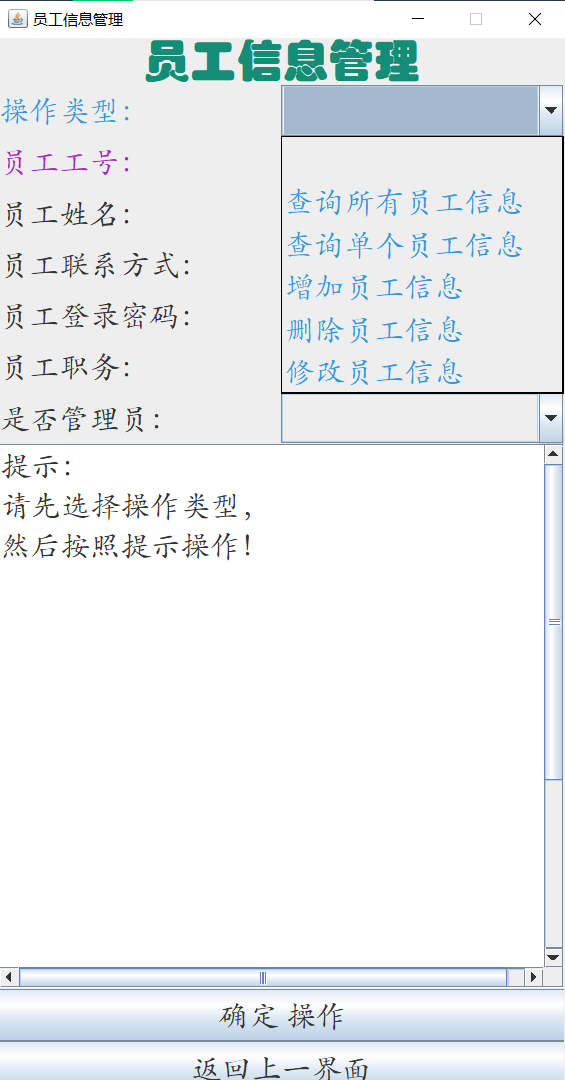 员工信息管理
员工信息管理
操作类型：
员工工号：
查询所有员工信息
员工姓名：
查询单个员工信息
员工联系方式：
增加员工信息
员工登录密码：
删除员工信息
员工职务：
修改员工信息
是否管理员：
提示：
请先选择操作类型，
然后按照提示操作！
确定 操作
返回上一界面